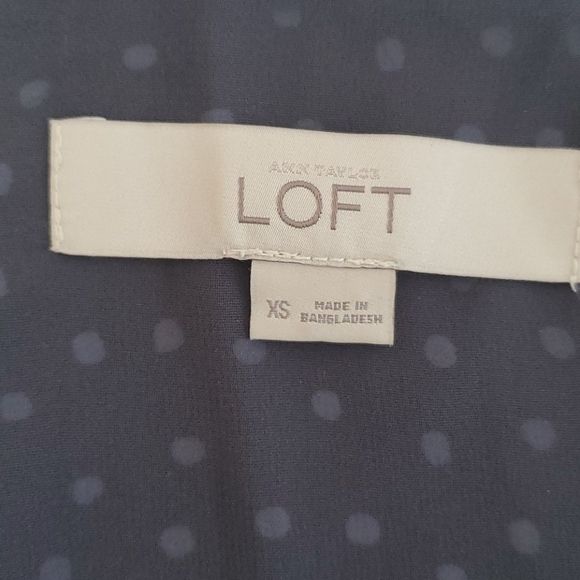 ANN TAYLOR
LOFT
XS
MADE IN
BANGLADESH